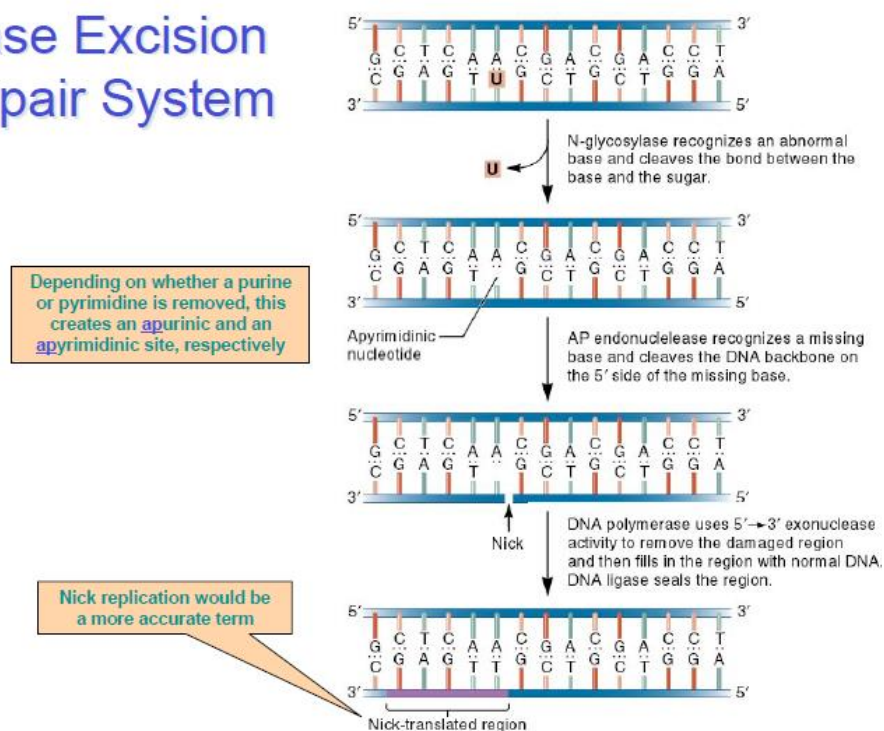 ase Excision
pair System
5′ 3′
G C T C A A C G A C G A C C T
C G A G T U G C T G C T G G A
3′ 5′
N-glycosylase recognizes an abnormal
base and cleaves the bond between the
base and the sugar.
U
5′ 3′
G C T C A A C G A C G A C C T
C G A G T G C T G C T G G A
3′ 5′
Depending on whether a purine
or pyrimidine is removed, this
creates an apurinic and an
apyrimidinic site, respectively
Apyrimidinic
nucleotide
AP endonuclelease recognizes a missing
base and cleaves the DNA backbone on
the 5′ side of the missing base.
5′ 3′
G C T C A A C G A C G A C C T
C G A G T G C T G C T G G A
3′ 5′
Nick
DNA polymerase uses 5′→3′ exonuclease
activity to remove the damaged region
and then fills in the region with normal DNA.
DNA ligase seals the region.
Nick replication would be
a more accurate term
5′ 3′
G C T C A A C G A C G A C C T
C G A G T T G C T G C T G G A
3′ 5′
Nick-translated region